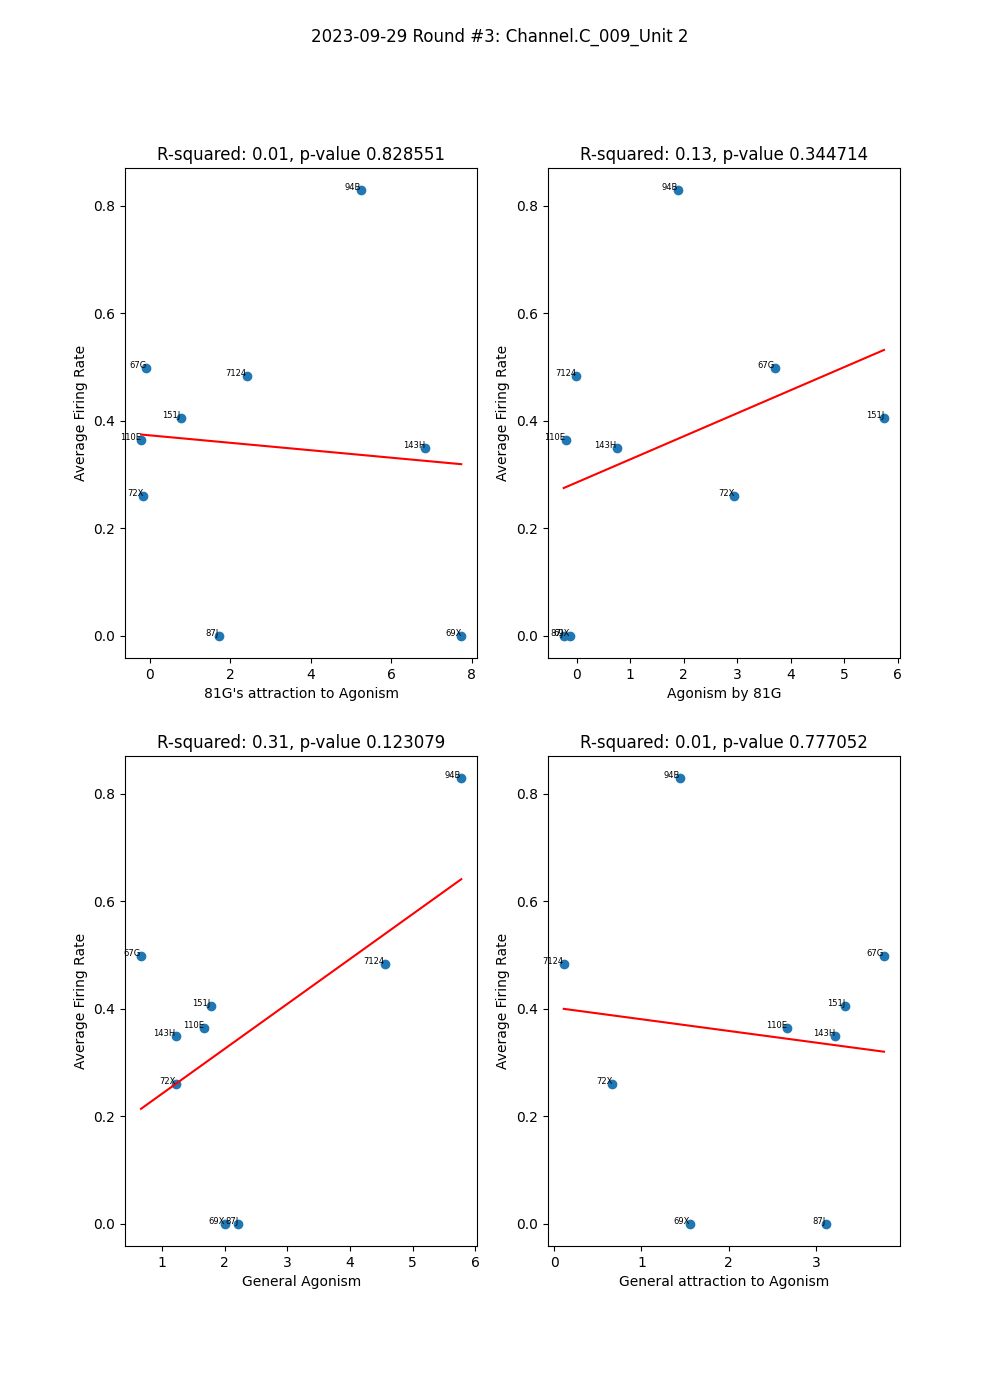 2023-09-29 Round #3: Channel.C_009_Unit 2
R-squared: 0.01, p-value 0.828551
Average Firing Rate
0.8
0.6
0.4
0.2
0.0
94B
67G
7124
151J
110E
143H
72X
87J
69X
0
2
4
6
8
81G's attraction to Agonism
R-squared: 0.13, p-value 0.344714
Average Firing Rate
0.8
0.6
0.4
0.2
0.0
94B
7124
67G
151J
110E
143H
72X
87J
69X
0
1
2
3
4
5
6
Agonism by 81G
R-squared: 0.31, p-value 0.123079
Average Firing Rate
0.8
0.6
0.4
0.2
0.0
94B
67G
7124
151J
110E
143H
72X
69X
87J
1
2
3
4
5
6
General Agonism
R-squared: 0.01, p-value 0.777052
Average Firing Rate
0.8
0.6
0.4
0.2
0.0
94B
7124
67G
151J
110E
143H
72X
69X
87J
0
1
2
3
General attraction to Agonism